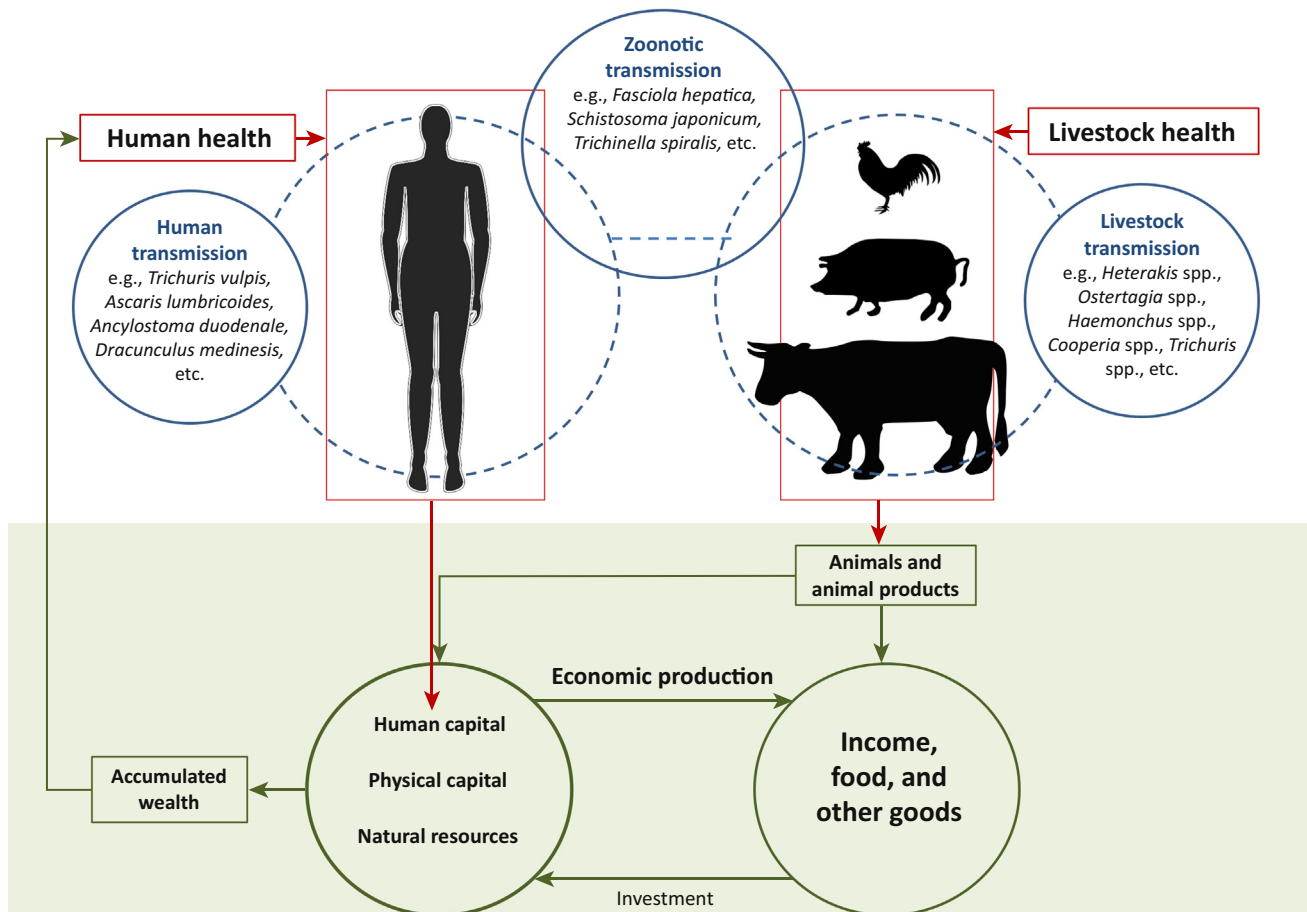 Zoonotic
transmission
e.g., Fasciola hepatica,
Schistosoma japonicum,
Trichinella spiralis, etc.
Human health
Livestock health
Human
transmission
e.g., Trichuris vulpis,
Ascaris lumbricoides,
Ancylostoma duodenale,
Dracunculus medinesis,
etc.
Livestock
transmission
e.g., Heterakis spp.,
Ostertagia spp.,
Haemonchus spp.,
Cooperia spp., Trichuris
spp., etc.
Animals and
animal products
Economic production
Human capital
Physical capital
Natural resources
Income,
food, and
other goods
Accumulated
wealth
Investment